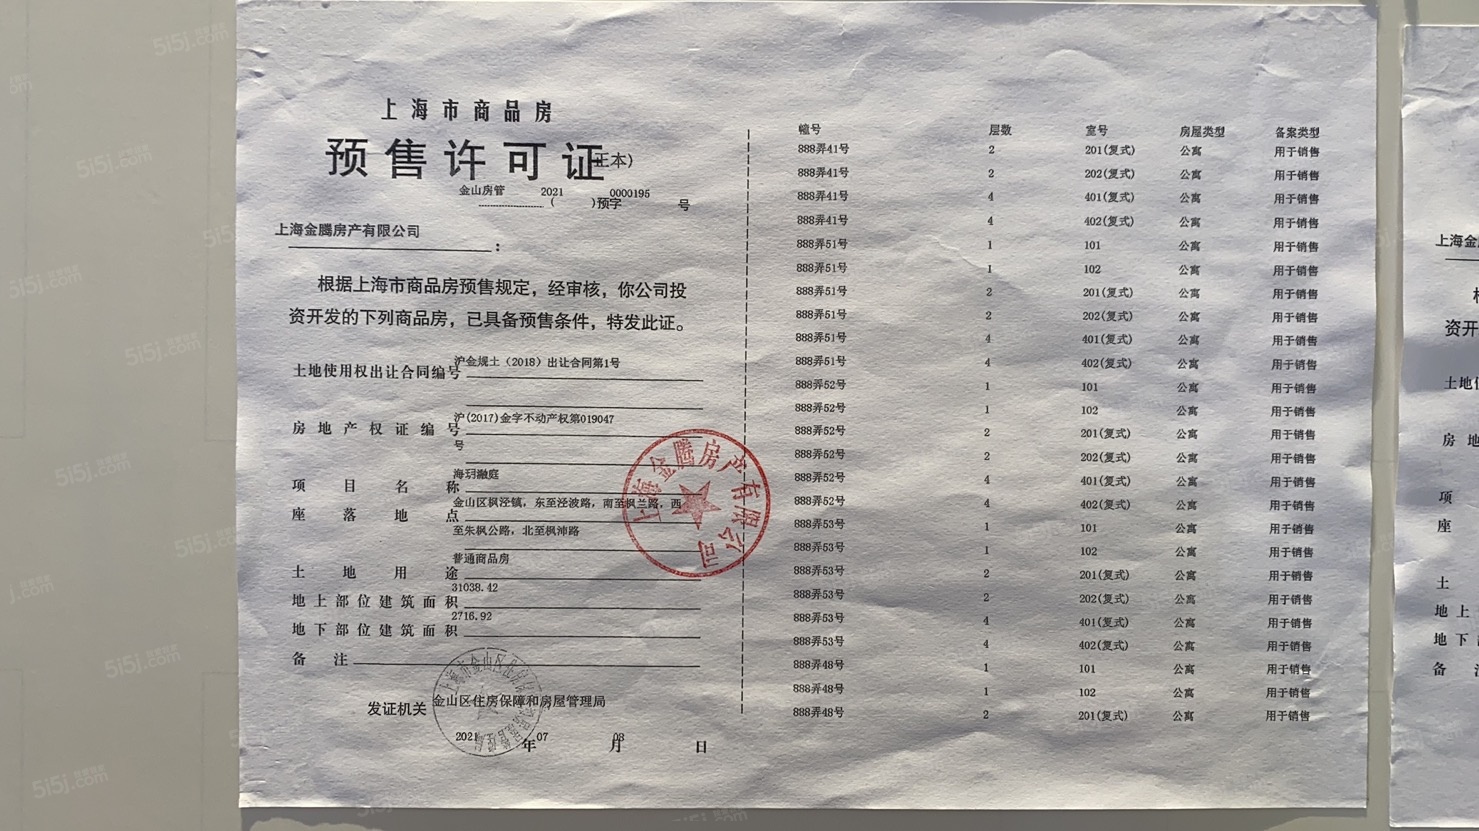 上海市商品房
预售许可证
正本)
金山房管 2021 0000195
( )预字 号
上海金腾房产有限公司
:
根据上海市商品房预售规定，经审核，你公司投
资开发的下列商品房，已具备预售条件，特发此证。
沪金规土（2018）出让合同第1号
土地使用权出让合同编号
沪(2017)金字不动产权第019047
房地产权证编号
号
海玥瀜庭
项目名称
金山区枫泾镇，东至泾波路，南至枫兰路，西
座落地点
至朱枫公路，北至枫沛路
普通商品房
土地用途
31038.42
地上部位建筑面积
2716.92
地下部位建筑面积
备注
发证机关 金山区住房保障和房屋管理局
2021 年 07 月 08 日
上海金腾房产有限公司
幢号 层数 室号 房屋类型 备案类型
888弄41号 2 201(复式) 公寓 用于销售
888弄41号 2 202(复式) 公寓 用于销售
888弄41号 4 401(复式) 公寓 用于销售
888弄41号 4 402(复式) 公寓 用于销售
888弄51号 1 101 公寓 用于销售
888弄51号 1 102 公寓 用于销售
888弄51号 2 201(复式) 公寓 用于销售
888弄51号 2 202(复式) 公寓 用于销售
888弄51号 4 401(复式) 公寓 用于销售
888弄51号 4 402(复式) 公寓 用于销售
888弄52号 1 101 公寓 用于销售
888弄52号 1 102 公寓 用于销售
888弄52号 2 201(复式) 公寓 用于销售
888弄52号 2 202(复式) 公寓 用于销售
888弄52号 4 401(复式) 公寓 用于销售
888弄52号 4 402(复式) 公寓 用于销售
888弄53号 1 101 公寓 用于销售
888弄53号 1 102 公寓 用于销售
888弄53号 2 201(复式) 公寓 用于销售
888弄53号 2 202(复式) 公寓 用于销售
888弄53号 4 401(复式) 公寓 用于销售
888弄53号 4 402(复式) 公寓 用于销售
888弄48号 1 101 公寓 用于销售
888弄48号 1 102 公寓 用于销售
888弄48号 2 201(复式) 公寓 用于销售
上海金
资开
土地使
房地
项
座
土
地上
地下
备
5i5j.com